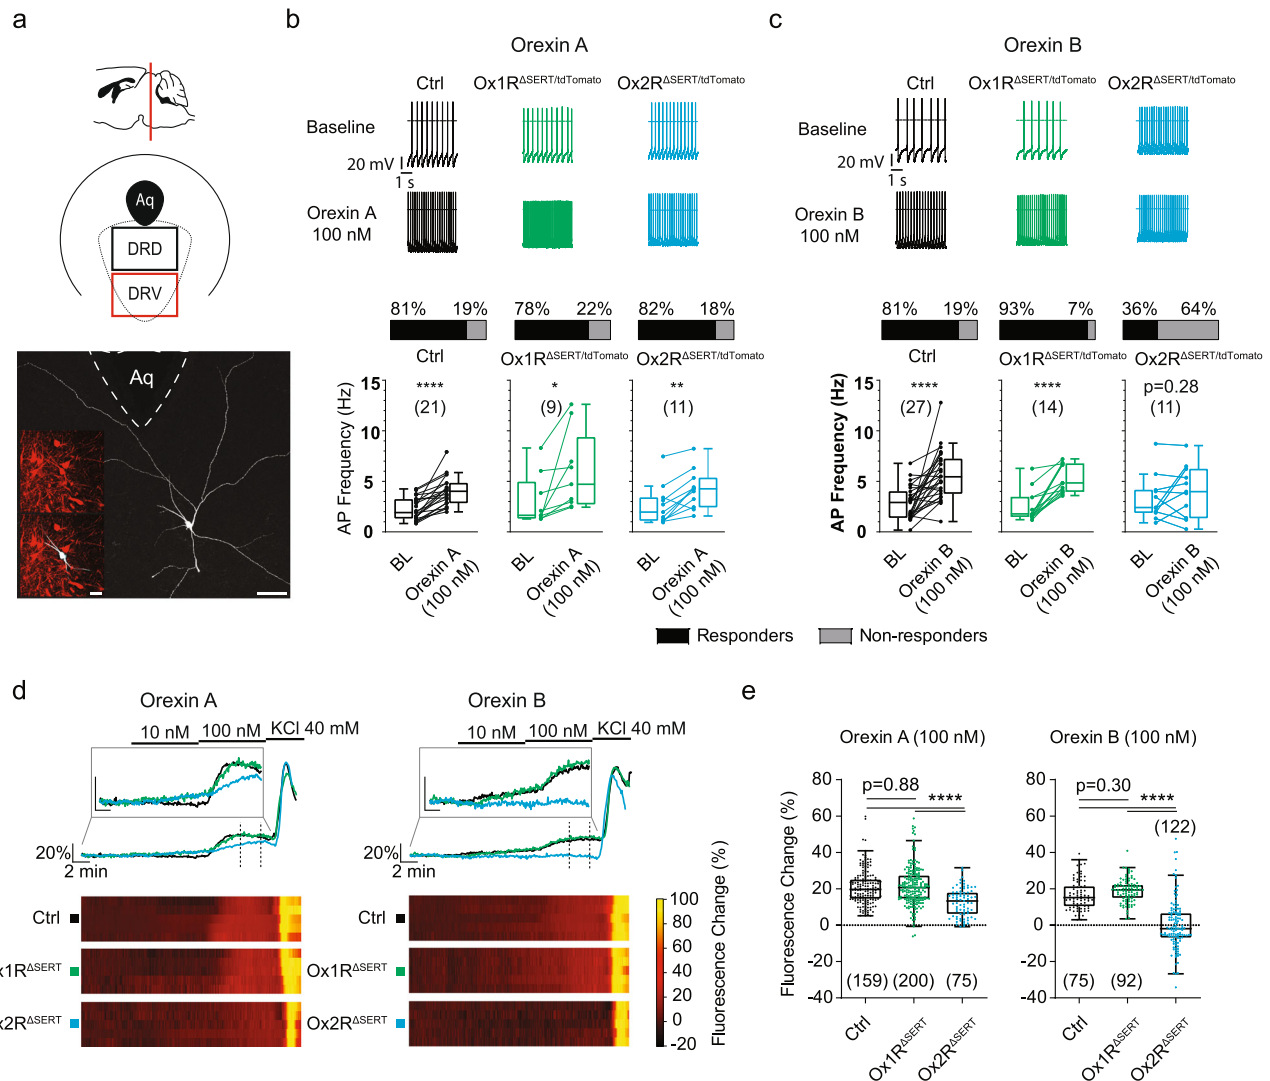 a
Aq
DRD
DRV
Aq
b
Orexin A
Ctrl Ox1RΔSERT/tdTomato Ox2RΔSERT/tdTomato
Baseline
20 mV
1 s
Orexin A
100 nM
81% 19% 78% 22% 82% 18%
Ctrl Ox1RΔSERT/tdTomato Ox2RΔSERT/tdTomato
AP Frequency (Hz)
15
10
5
0
**** * **
(21) (9) (11)
BL Orexin A (100 nM) BL Orexin A (100 nM) BL Orexin A (100 nM)
c
Orexin B
Ctrl Ox1RΔSERT/tdTomato Ox2RΔSERT/tdTomato
Baseline
20 mV
1 s
Orexin B
100 nM
81% 19% 93% 7% 36% 64%
Ctrl Ox1RΔSERT/tdTomato Ox2RΔSERT/tdTomato
AP Frequency (Hz)
15
10
5
0
**** **** p=0.28
(27) (14) (11)
BL Orexin B (100 nM) BL Orexin B (100 nM) BL Orexin B (100 nM)
Responders Non-responders
d
Orexin A
10 nM 100 nM KCl 40 mM
20%
2 min
Ctrl
x1RΔSERT
x2RΔSERT
Orexin B
10 nM 100 nM KCl 40 mM
20%
2 min
Ctrl
Ox1RΔSERT
Ox2RΔSERT
100
80
60
40
20
0
-20
Fluorescence Change (%)
e
Orexin A (100 nM)
Fluorescence Change (%)
80
60
40
20
0
-20
-40
p=0.88
****
(159) (200) (75)
Ctrl Ox1RΔSERT Ox2RΔSERT
Orexin B (100 nM)
80
60
40
20
0
-20
-40
p=0.30
****
(122)
(75) (92)
Ctrl Ox1RΔSERT Ox2RΔSERT